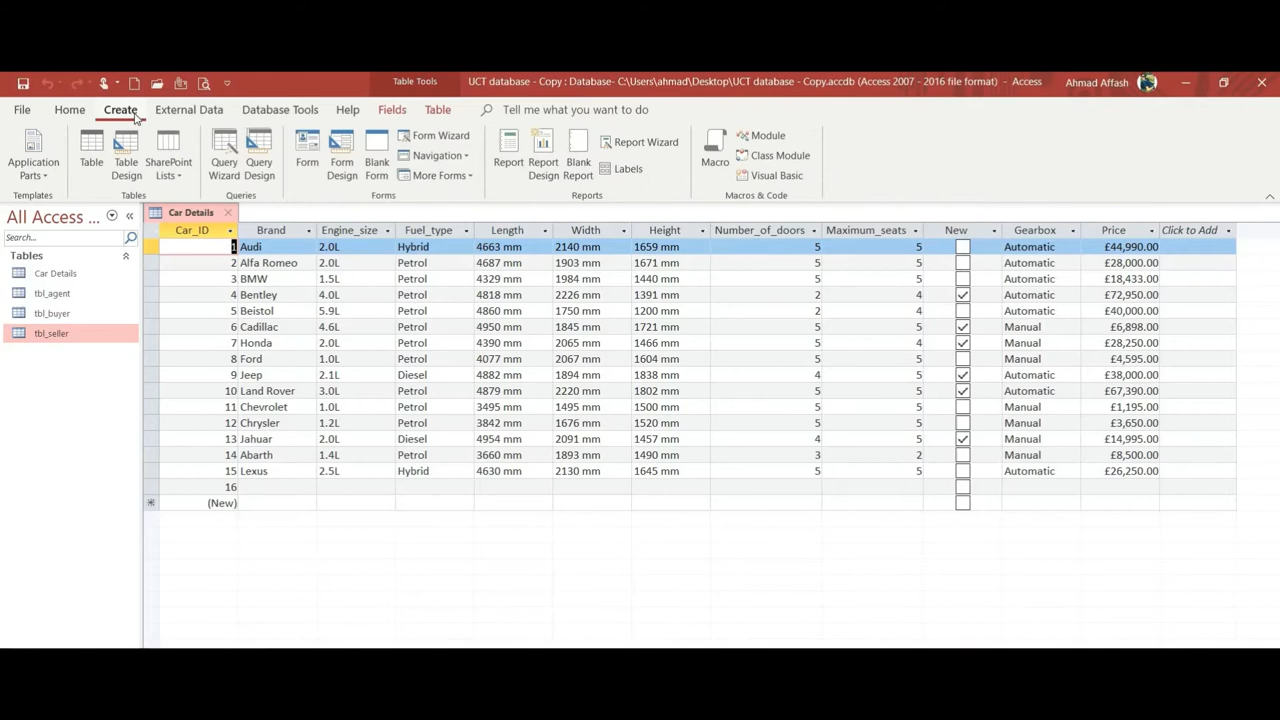 Table Tools UCT database - Copy : Database- C:\Users\ahmad\Desktop\UCT database - Copy.accdb (Access 2007 - 2016 file format) - Access Ahmad Affash
File Home Create External Data Database Tools Help Fields Table Tell me what you want to do
Application Parts Table Table Design SharePoint Lists Query Wizard Query Design Form Form Design Blank Form Form Wizard Navigation More Forms Report Report Design Blank Report Report Wizard Labels Macro Module Class Module Visual Basic
Templates Tables Queries Forms Reports Macros & Code
All Access ... «
Search...
Tables
Car Details
tbl_agent
tbl_buyer
tbl_seller
Car Details
Car_ID Brand Engine_size Fuel_type Length Width Height Number_of_doors Maximum_seats New Gearbox Price Click to Add
1 Audi 2.0L Hybrid 4663 mm 2140 mm 1659 mm 5 5 Automatic £44,990.00
2 Alfa Romeo 2.0L Petrol 4687 mm 1903 mm 1671 mm 5 5 Automatic £28,000.00
3 BMW 1.5L Petrol 4329 mm 1984 mm 1440 mm 5 5 Automatic £18,433.00
4 Bentley 4.0L Petrol 4818 mm 2226 mm 1391 mm 2 4 Automatic £72,950.00
5 Beistol 5.9L Petrol 4860 mm 1750 mm 1200 mm 2 4 Automatic £40,000.00
6 Cadillac 4.6L Petrol 4950 mm 1845 mm 1721 mm 5 5 Manual £6,898.00
7 Honda 2.0L Petrol 4390 mm 2065 mm 1466 mm 5 4 Manual £28,250.00
8 Ford 1.0L Petrol 4077 mm 2067 mm 1604 mm 5 5 Manual £4,595.00
9 Jeep 2.1L Diesel 4882 mm 1894 mm 1838 mm 4 5 Automatic £38,000.00
10 Land Rover 3.0L Petrol 4879 mm 2220 mm 1802 mm 5 5 Automatic £67,390.00
11 Chevrolet 1.0L Petrol 3495 mm 1495 mm 1500 mm 5 5 Manual £1,195.00
12 Chrysler 1.2L Petrol 3842 mm 1676 mm 1520 mm 5 5 Manual £3,650.00
13 Jahuar 2.0L Diesel 4954 mm 2091 mm 1457 mm 4 5 Manual £14,995.00
14 Abarth 1.4L Petrol 3660 mm 1893 mm 1490 mm 3 2 Manual £8,500.00
15 Lexus 2.5L Hybrid 4630 mm 2130 mm 1645 mm 5 5 Automatic £26,250.00
16
(New)